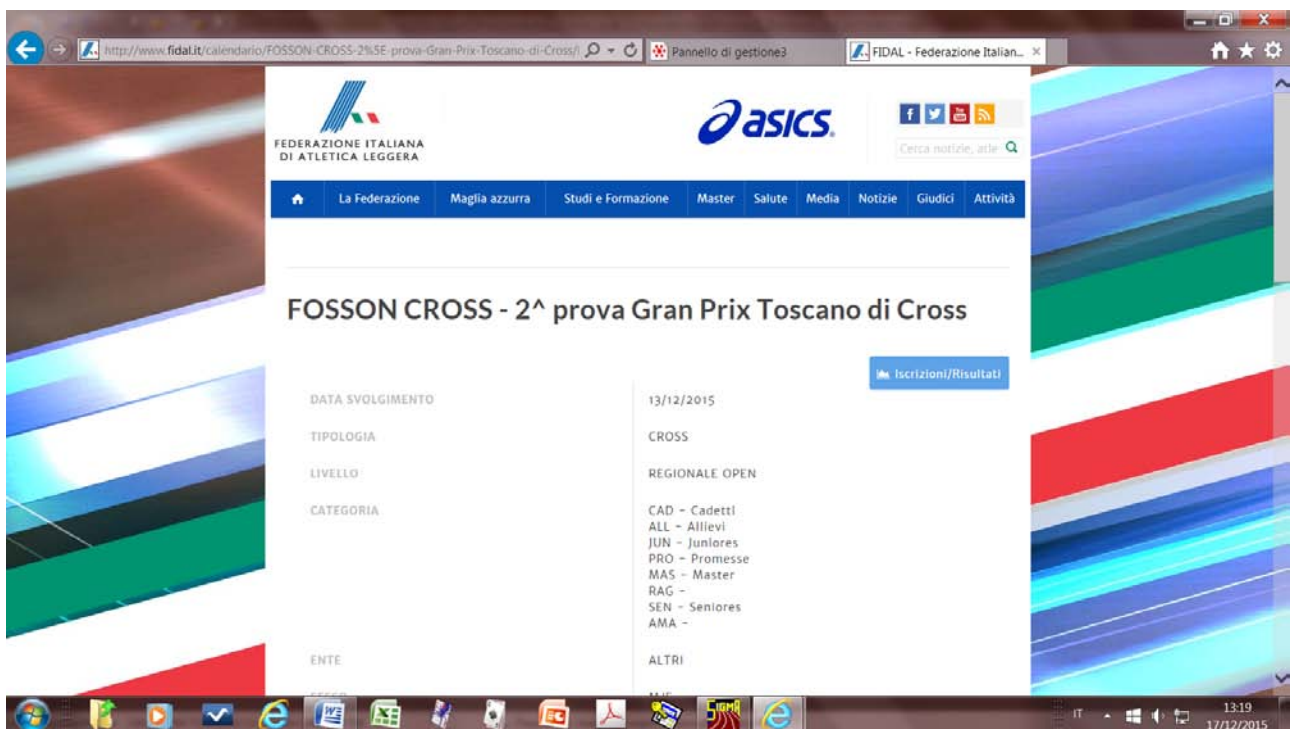 http://www.fidal.it/calendario/FOSSON-CROSS-2%5E-prova-Gran-Prix-Toscano-di-Cross/
Pannello di gestione3
FIDAL - Federazione Italian...
FEDERAZIONE ITALIANA
DI ATLETICA LEGGERA
asics
Cerca notizie, atle
La Federazione Maglia azzurra Studi e Formazione Master Salute Media Notizie Giudici Attività
FOSSON CROSS - 2^ prova Gran Prix Toscano di Cross
Iscrizioni/Risultati
DATA SVOLGIMENTO 13/12/2015
TIPOLOGIA CROSS
LIVELLO REGIONALE OPEN
CATEGORIA CAD - Cadetti
ALL - Allievi
JUN - Juniores
PRO - Promesse
MAS - Master
RAG -
SEN - Seniores
AMA -
ENTE ALTRI
SIGMA
IT
13:19
17/12/2015